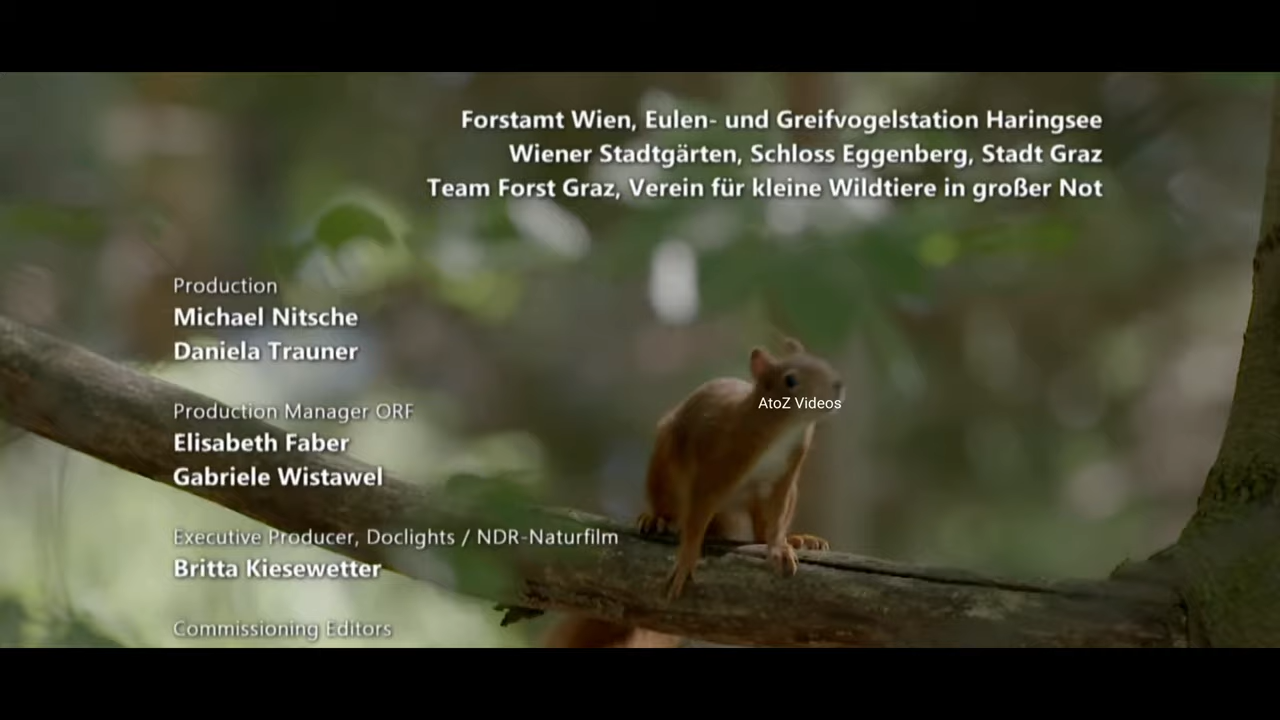 Forstamt Wien, Eulen- und Greifvogelstation Haringsee
Wiener Stadtgärten, Schloss Eggenberg, Stadt Graz
Team Forst Graz, Verein für kleine Wildtiere in großer Not
Production
Michael Nitsche
Daniela Trauner
AtoZ Videos
Production Manager ORF
Elisabeth Faber
Gabriele Wistawel
Executive Producer, Doclights / NDR-Naturfilm
Britta Kiesewetter
Commissioning Editors